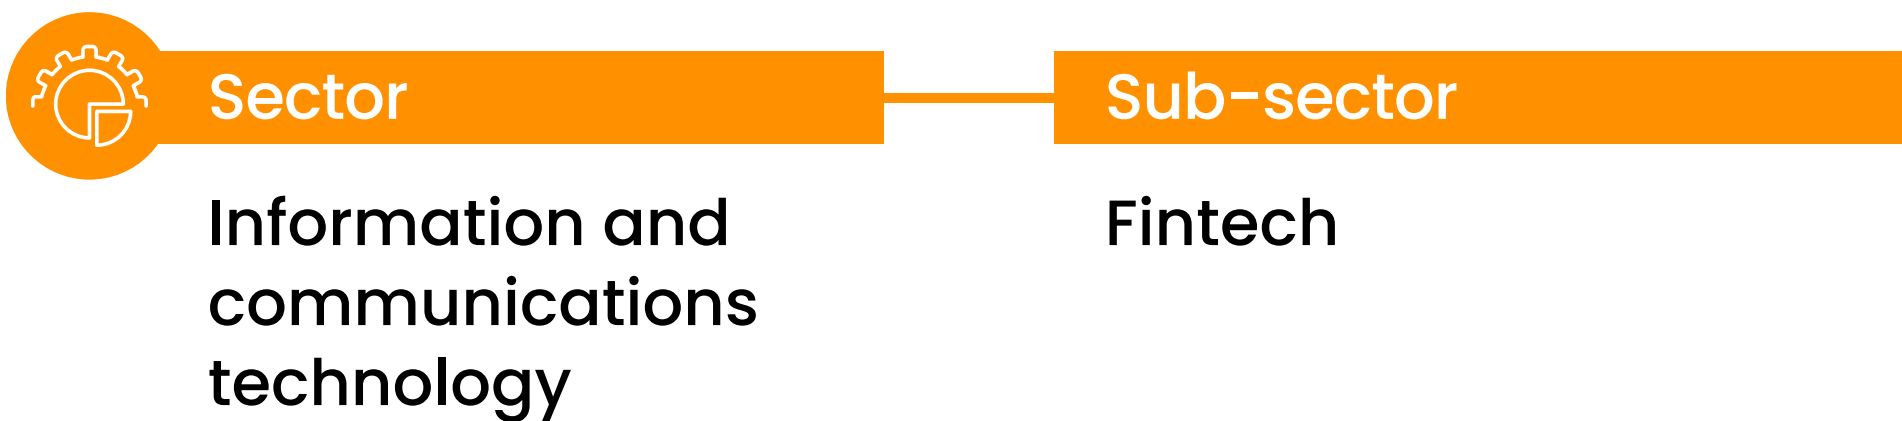 Sector
Sub-sector
Information and
communications
technology
Fintech